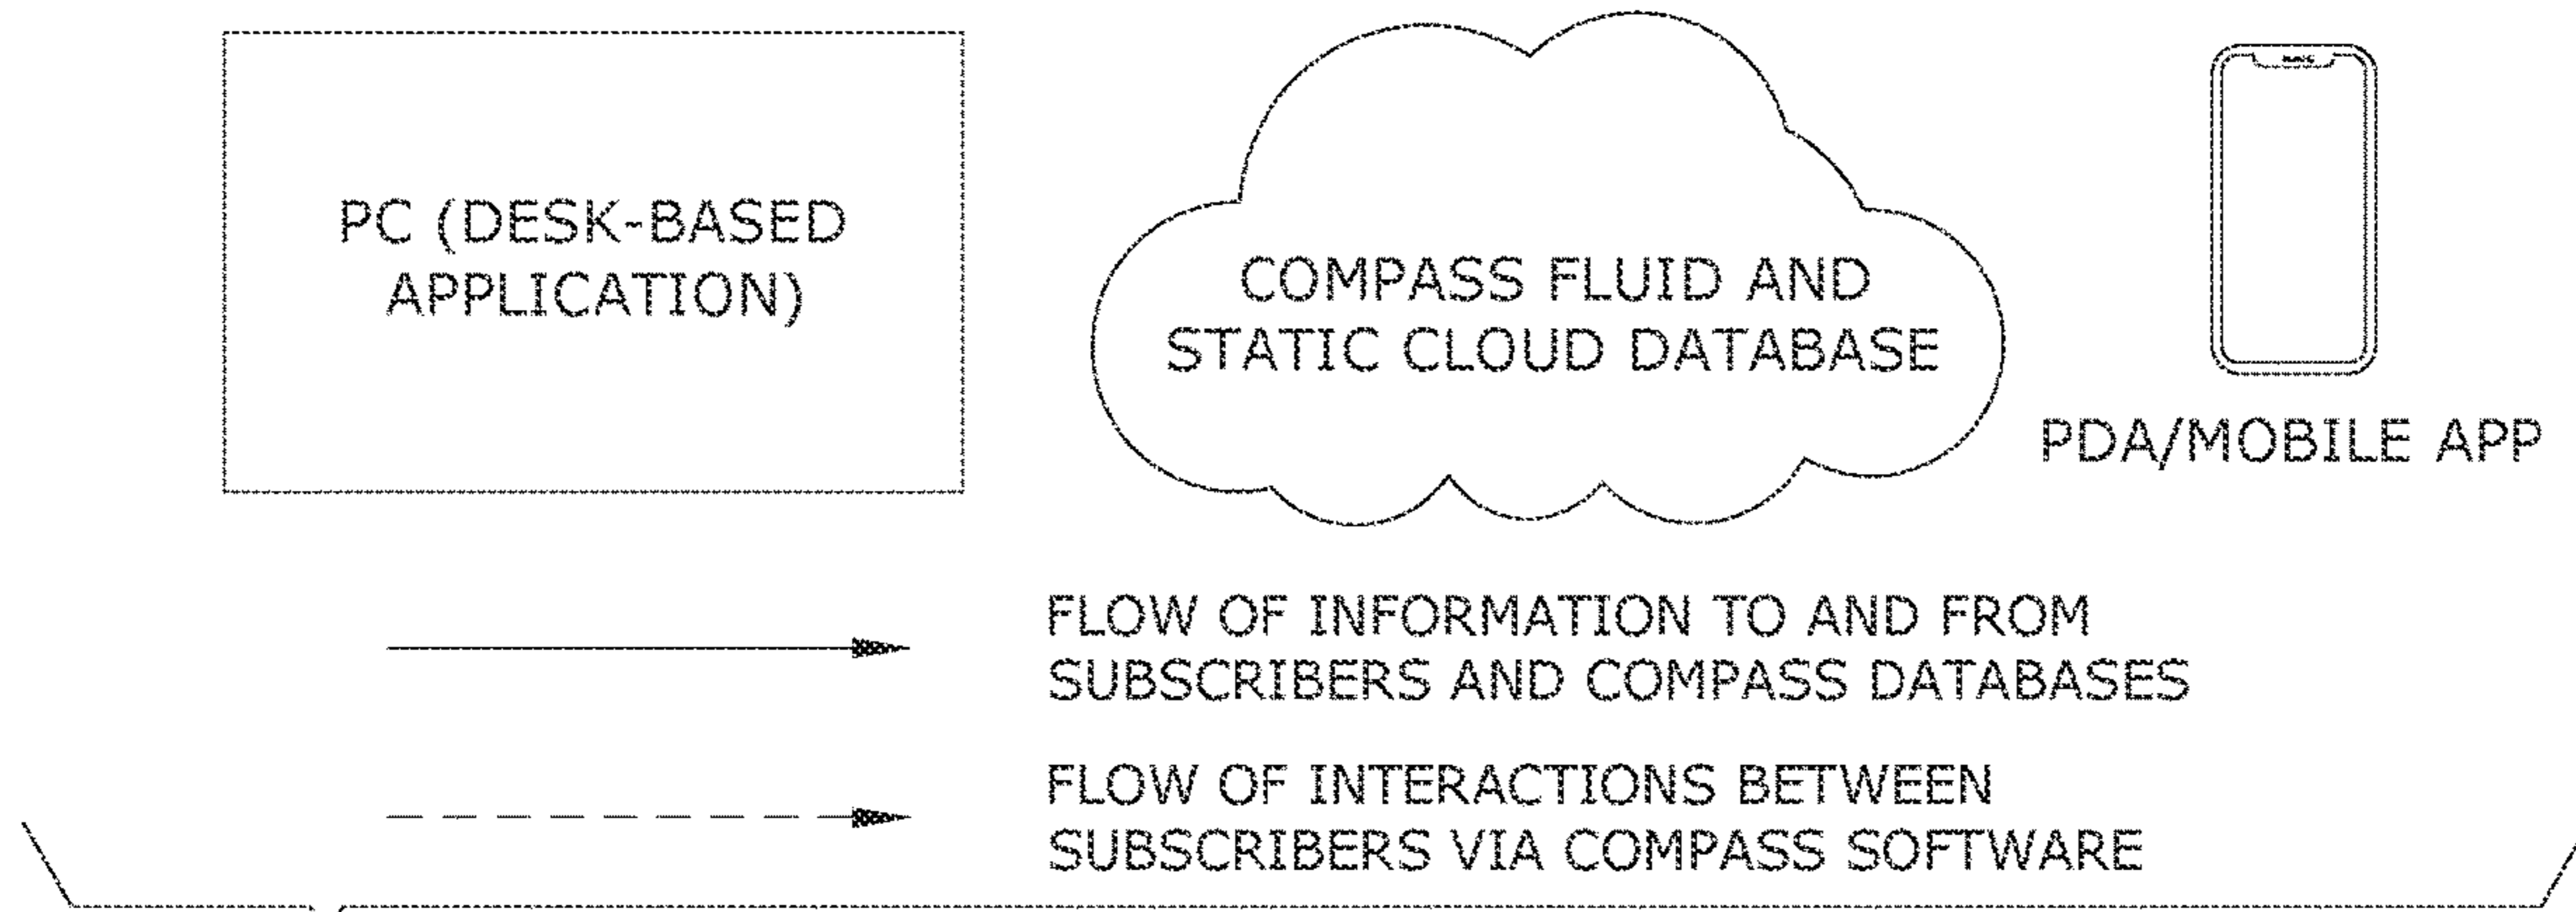 PC (DESK-BASED
APPLICATION)
COMPASS FLUID AND
STATIC CLOUD DATABASE
PDA/MOBILE APP
FLOW OF INFORMATION TO AND FROM
SUBSCRIBERS AND COMPASS DATABASES
FLOW OF INTERACTIONS BETWEEN
SUBSCRIBERS VIA COMPASS SOFTWARE